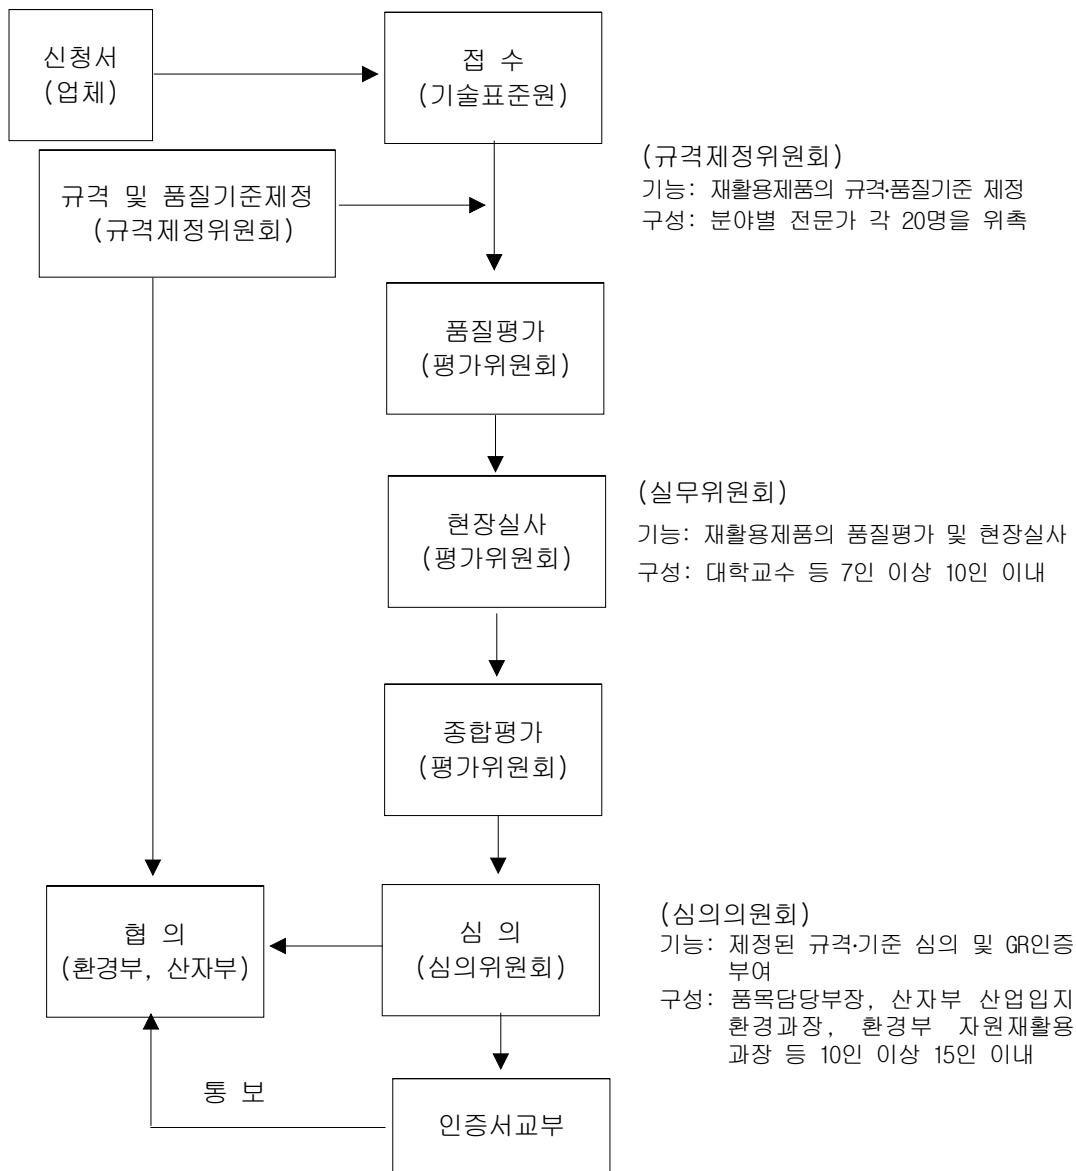 신청서
(업체)
접 수
(기술표준원)
규격 및 품질기준제정
(규격제정위원회)
(규격제정위원회)
기능: 재활용제품의 규격·품질기준 제정
구성: 분야별 전문가 각 20명을 위촉
품질평가
(평가위원회)
현장실사
(평가위원회)
(실무위원회)
기능: 재활용제품의 품질평가 및 현장실사
구성: 대학교수 등 7인 이상 10인 이내
종합평가
(평가위원회)
협 의
(환경부, 산자부)
심 의
(심의위원회)
(심의의원회)
기능: 제정된 규격·기준 심의 및 GR인증
부여
구성: 품목담당부장, 산자부 산업입지
환경과장, 환경부 자원재활용
과장 등 10인 이상 15인 이내
통 보
인증서교부